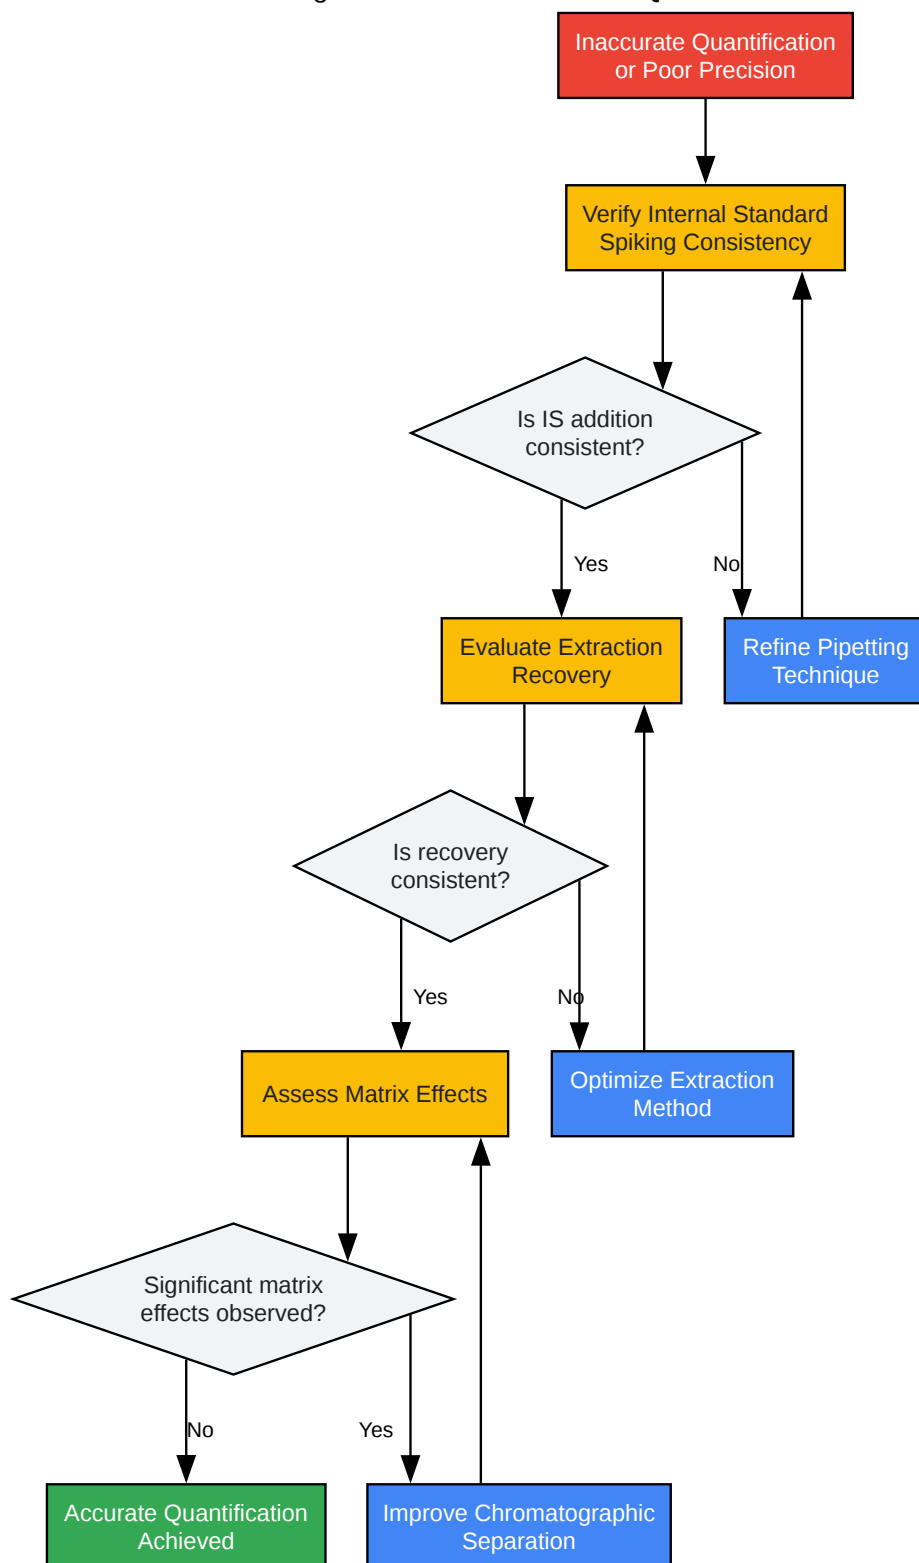 Inaccurate Quantification
or Poor Precision
Verify Internal Standard
Spiking Consistency
Is IS addition
consistent?
Yes
No
Evaluate Extraction
Recovery
Refine Pipetting
Technique
Is recovery
consistent?
Yes
No
Assess Matrix Effects
Optimize Extraction
Method
Significant matrix
effects observed?
No
Yes
Accurate Quantification
Achieved
Improve Chromatographic
Separation